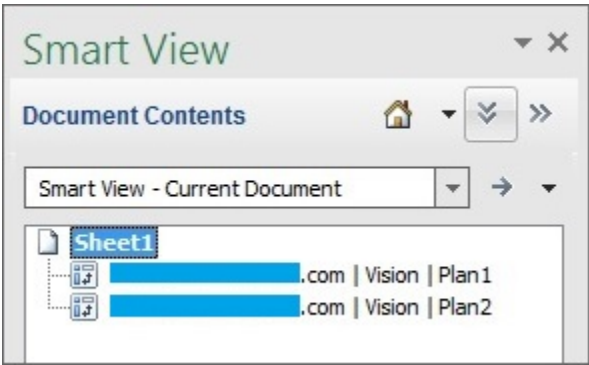 Smart View
Document Contents
Smart View - Current Document
Sheet1
.com | Vision | Plan1
.com | Vision | Plan2